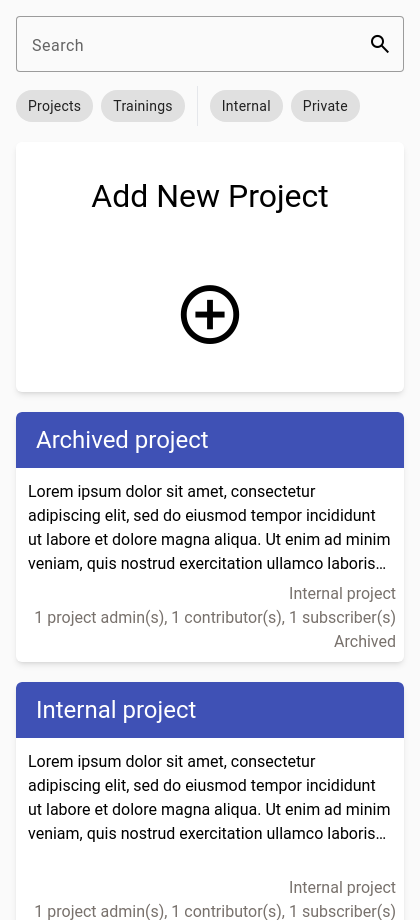 Search
Projects Trainings Internal Private
Add New Project
Archived project
Lorem ipsum dolor sit amet, consectetur
adipiscing elit, sed do eiusmod tempor incididunt
ut labore et dolore magna aliqua. Ut enim ad minim
veniam, quis nostrud exercitation ullamco laboris...
Internal project
1 project admin(s), 1 contributor(s), 1 subscriber(s)
Archived
Internal project
Lorem ipsum dolor sit amet, consectetur
adipiscing elit, sed do eiusmod tempor incididunt
ut labore et dolore magna aliqua. Ut enim ad minim
veniam, quis nostrud exercitation ullamco laboris...
Internal project
1 project admin(s), 1 contributor(s), 1 subscriber(s)